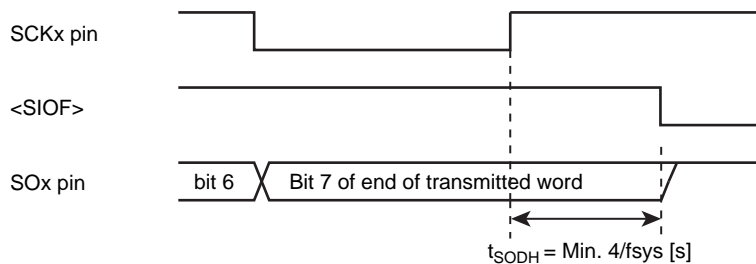 SCKx pin
<SIOF>
SOx pin
bit 6
Bit 7 of end of transmitted word
tSODH = Min. 4/fsys [s]